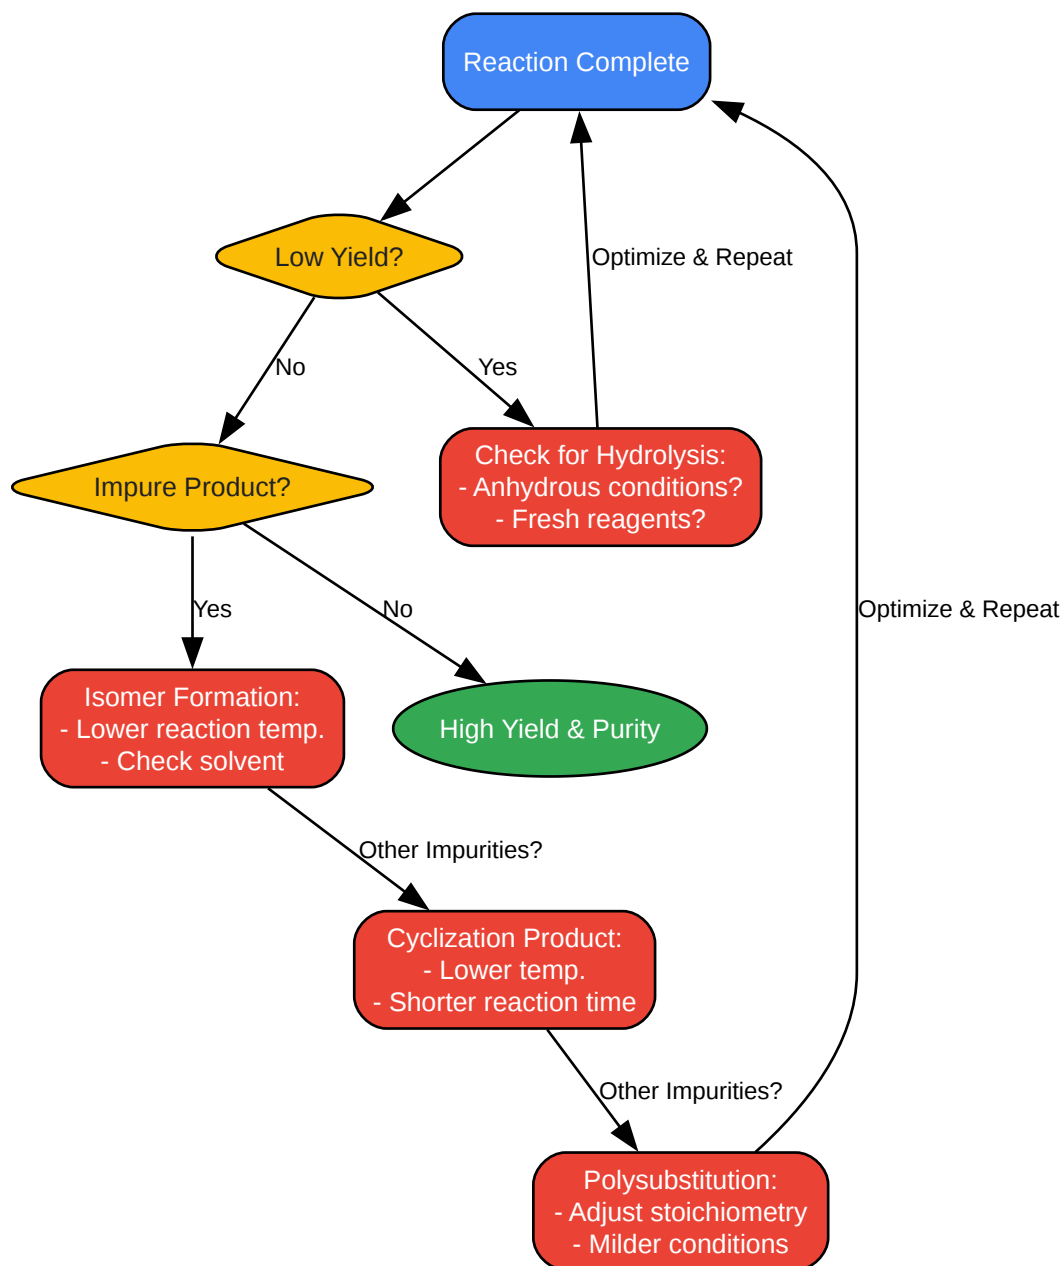 Reaction Complete
Low Yield?
Optimize & Repeat
No
Yes
Check for Hydrolysis:
- Anhydrous conditions?
- Fresh reagents?
Impure Product?
Yes
No
Optimize & Repeat
Isomer Formation:
- Lower reaction temp.
- Check solvent
High Yield & Purity
Other Impurities?
Cyclization Product:
- Lower temp.
- Shorter reaction time
Other Impurities?
Polysubstitution:
- Adjust stoichiometry
- Milder conditions